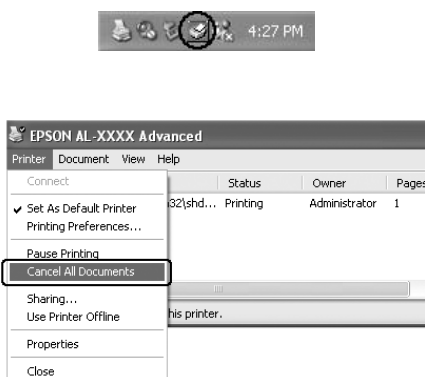 4:27 PM
EPSON AL-XXXX Advanced
Printer Document View Help
Connect
Status Owner Pages
✓ Set As Default Printer
32\shd... Printing Administrator 1
Printing Preferences...
Pause Printing
Cancel All Documents
Sharing...
Use Printer Offline
his printer.
Properties
Close